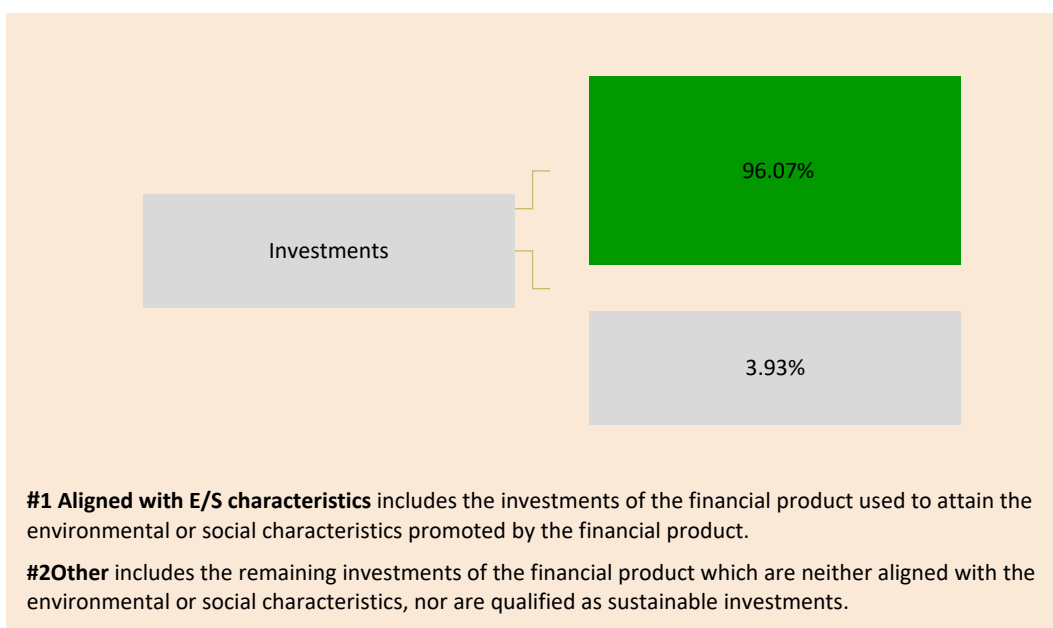 96.07%
Investments
3.93%
#1 Aligned with E/S characteristics includes the investments of the financial product used to attain the
environmental or social characteristics promoted by the financial product.
#2Other includes the remaining investments of the financial product which are neither aligned with the
environmental or social characteristics, nor are qualified as sustainable investments.